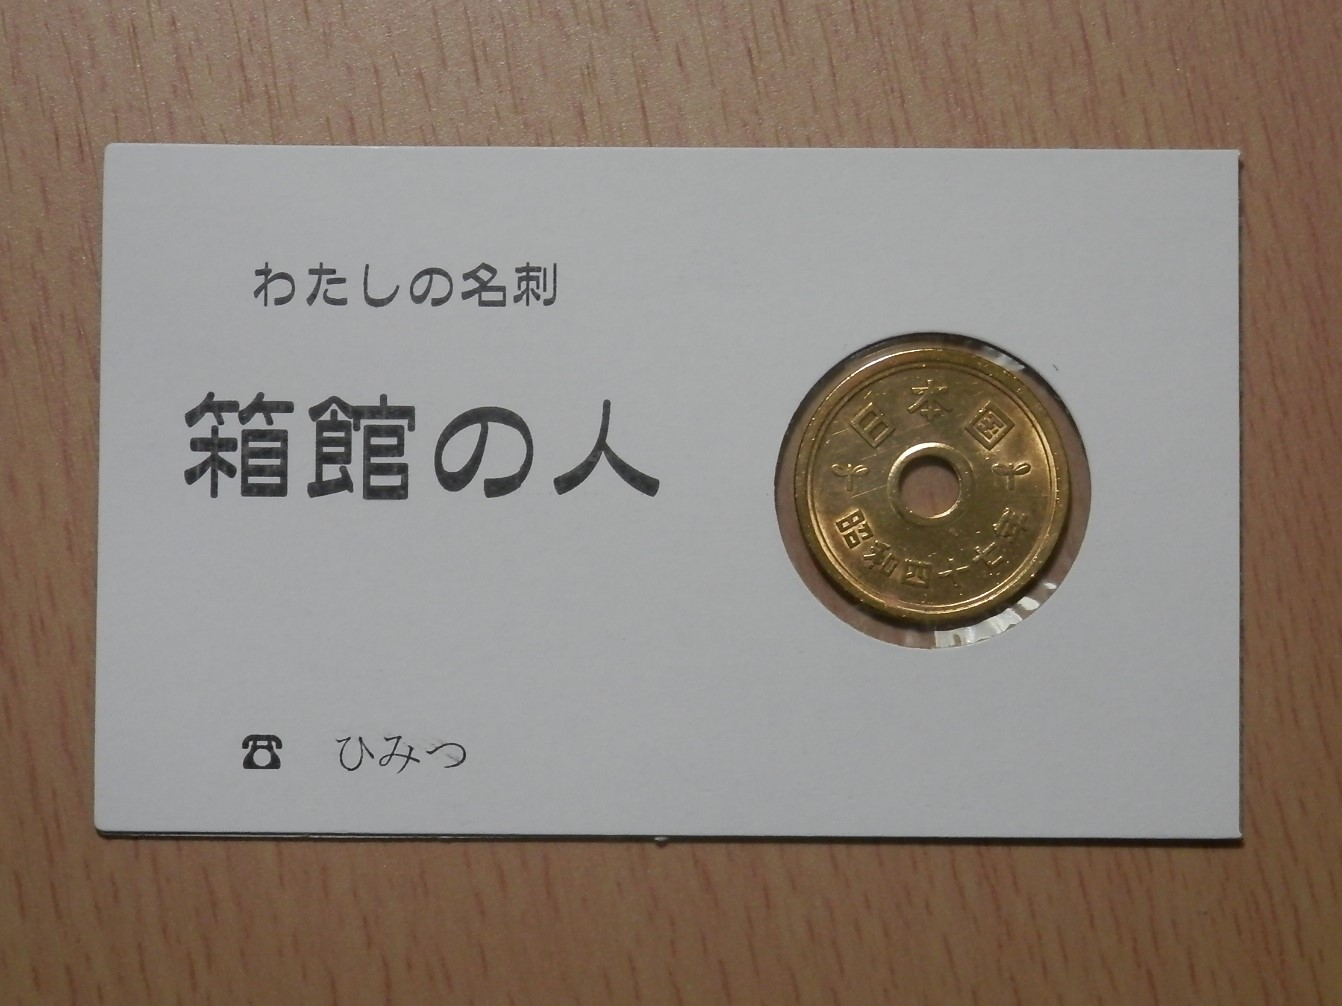 わたしの名刺
箱館の人
日本国
昭和四十七年
☎ ひみつ